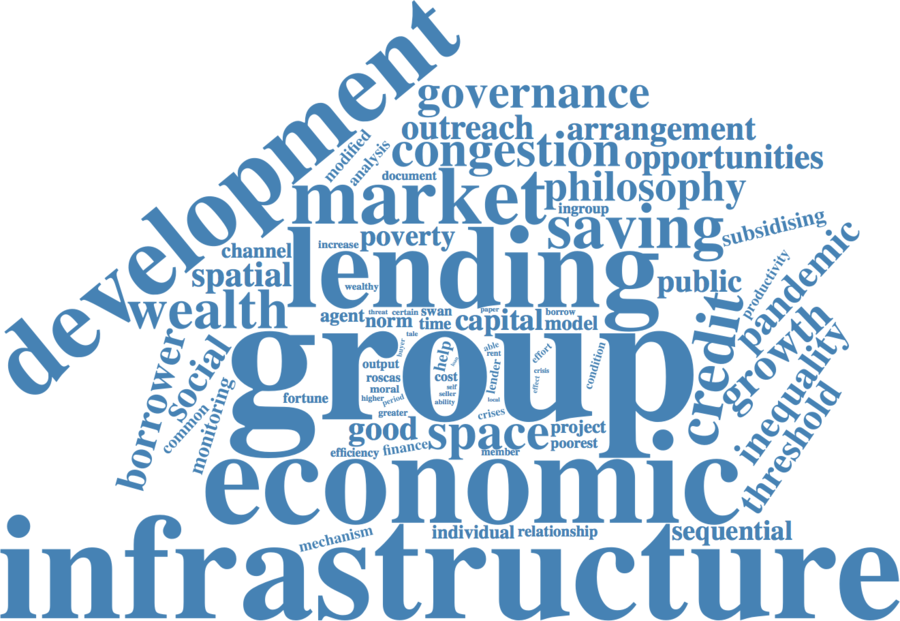 development
governance
outreach
arrangement
modified
analysis
congestion
opportunities
document
market
philosophy
ingroup
saving
subsidising
channel
increase
poverty
lending
pandemic
spatial
wealthy
public
productivity
wealth
agent
threat
certain
swan
paper
borrow
norm
time
capital
model
credit
growth
borrower
social
group
tale
buyer
help
able
rent
effort
condition
inequality
output
roscas
moral
cost
lender
crisis
effect
self
seller
ability
local
higher
period
fortune
greater
crises
common
monitoring
threshold
good
space
project
poorest
efficiency
finance
member
economic
mechanism
individual
relationship
sequential
infrastructure